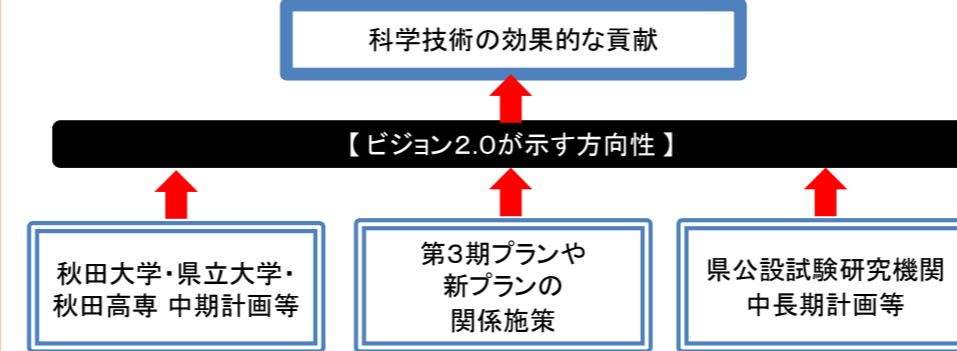 科学技術の効果的な貢献
【ビジョン2.0が示す方向性】
秋田大学・県立大学・
秋田高専 中期計画等
第3期プランや
新プランの
関係施策
県公設試験研究機関
中長期計画等